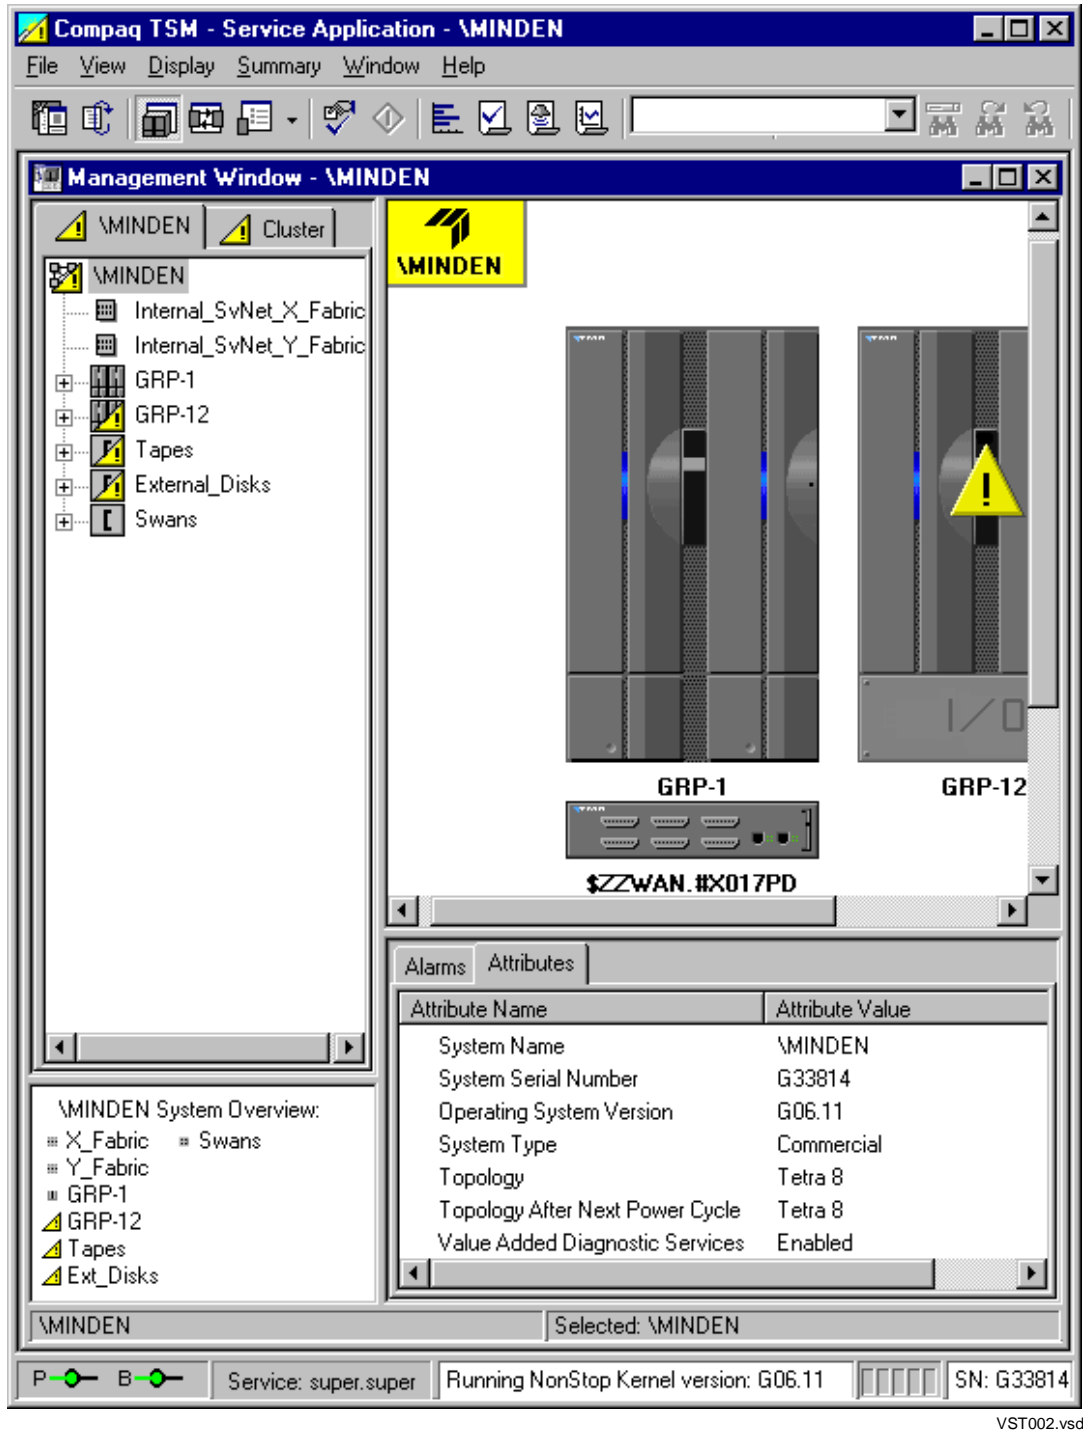 Compaq TSM - Service Application - \MINDEN
File View Display Summary Window Help
Management Window - \MINDEN
\MINDEN Cluster
\MINDEN
Internal_SvNet_X_Fabric
Internal_SvNet_Y_Fabric
GRP-1
GRP-12
Tapes
External_Disks
Swans
\MINDEN
I/O
GRP-1
GRP-12
$ZZWAN.#X017PD
Alarms Attributes
Attribute Name Attribute Value
System Name \MINDEN
System Serial Number G33814
Operating System Version G06.11
System Type Commercial
Topology Tetra 8
Topology After Next Power Cycle Tetra 8
Value Added Diagnostic Services Enabled
\MINDEN System Overview:
X_Fabric Swans
Y_Fabric
GRP-1
GRP-12
Tapes
Ext_Disks
\MINDEN Selected: \MINDEN
P B Service: super.super Running NonStop Kernel version: G06.11 SN: G33814
VST002.vsd